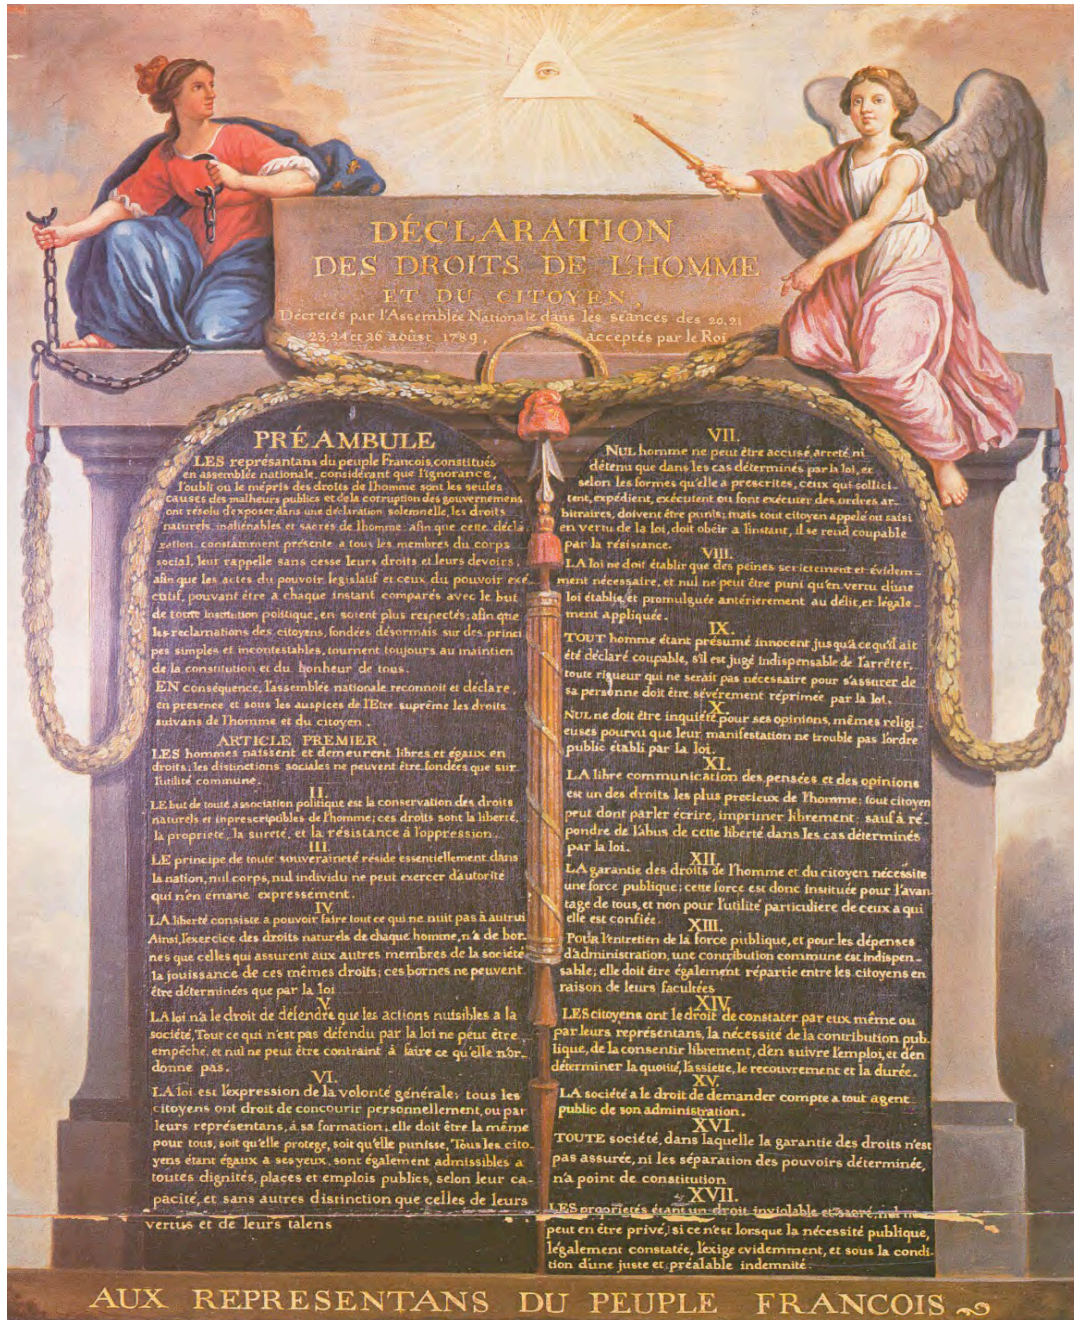 DÉCLARATION
DES DROITS DE L'HOMME
ET DU CITOYEN,
Décretés par l'Assemblée Nationale dans les séances des 20, 21
23, 24 et 26 aoûst 1789, acceptés par le Roi
PRÉAMBULE
LES représantans du peuple Francois, constitués
en assemblée nationale, considérant que l'ignorance,
l'oubli ou le mépris des droits de l'homme sont les seules
causes des malheurs publics et de la corruption des gouvernemens
ont résolu d'exposer dans une déclaration solemnelle, les droits
naturels, inaliénables et sacrés de l'homme: afin que cette décla
ration, constamment présente a tous les membres du corps
social, leur rappelle sans cesse leurs droits et leurs devoirs,
afin que les actes du pouvoir legislatif et ceux du pouvoir exé
cutif, pouvant être a chaque instant comparés avec le but
de toute institution politique, en soient plus respectés; afin que
les reclamations des citoyens, fondées désormais sur des princi
pes simples et incontestables, tournent toujours au maintien
de la constitution et du bonheur de tous.
EN conséquence, l'assemblée nationale reconnoit et déclare,
en presence et sous les auspices de l'Etre suprême les droits
suivans de l'homme et du citoyen.
ARTICLE PREMIER
LES hommes naissent et demeurent libres et égaux en
droits; les distinctions sociales ne peuvent être fondées que sur
l'utilité commune.
II.
LE but de toute association politique est la conservation des droits
naturels et inprescriptibles de l'homme; ces droits sont la liberté,
la propriété, la sureté, et la résistance à l'oppression.
III.
LE principe de toute souveraineté réside essentiellement dans
la nation, nul corps, nul individu ne peut exercer d'autorité
qui n'en émane expressement.
IV.
LA liberté consiste a pouvoir faire tout ce qui ne nuit pas à autrui
Ainsi, l'exercice des droits naturels de chaque homme, n'a de bor-
nes que celles qui assurent aux autres membres de la société
la jouissance de ces mêmes droits; ces bornes ne peuvent
être déterminées que par la loi
V.
LA loi n'a le droit de défendre que les actions nuisibles a la
société, Tout ce qui n'est pas défendu par la loi ne peut être
empêché, et nul ne peut être contraint à faire ce qu'elle n'or-
donne pas.
VI.
LA loi est l'expression de la volonté générale; tous les
citoyens ont droit de concourir personnellement, ou par
leurs représentans, à sa formation; elle doit être la même
pour tous, soit qu'elle protege, soit qu'elle punisse, Tous les cito-
yens étant égaux a ses yeux, sont également admissibles a
toutes dignités, places et emplois publics, selon leur ca-
pacité, et sans autres distinction que celles de leurs
vertus et de leurs talens
VII.
NUL homme ne peut être accusé, arreté ni
détenu que dans les cas déterminés par la loi, et
selon les formes qu'elle a prescrites, ceux qui sollici-
tent, expédient, exécutent ou font exécuter des ordres ar-
bitraires, doivent être punis; mais tout citoyen appelé ou saisi
en vertu de la loi, doit obéir a l'instant, il se rend coupable
par la résistance.
VIII.
LA loi ne doit établir que des peines strictement et évidem-
ment nécessaire, et nul ne peut être puni qu'en vertu d'une
loi établie, et promulguée antérierement au délit, et légale-
ment appliquée.
IX.
TOUT homme étant présumé innocent jusqu'a ce qu'il ait
été déclaré coupable, s'il est jugé indispensable de l'arrêter,
toute rigueur qui ne serait pas nécessaire pour s'assurer de
sa personne doit être sévérement réprimée par la loi.
X.
NUL ne doit être inquiété pour ses opinions, mêmes religi-
euses pourvu que leur manifestation ne trouble pas l'ordre
public établi par la loi.
XI.
LA libre communication des pensées et des opinions
est un des droits les plus precieux de l'homme: tout citoyen
peut dont parler écrire, imprimer librement: sauf a ré-
pondre de l'abus de cette liberté dans les cas déterminés
par la loi.
XII.
LA garantie des droits de l'homme et du citoyen nécessite
une force publique; cette force est donc instituée pour l'avan-
tage de tous, et non pour l'utilité particuliere de ceux a qui
elle est confiée.
XIII.
POUR l'entretien de la force publique, et pour les dépenses
d'administration, une contribution commune est indispen-
sable; elle doit être également répartie entre les citoyens en
raison de leurs facultées
XIV.
LES citoyens ont le droit de constater par eux même ou
par leurs représentans, la nécessité de la contribution pub-
lique, de la consentir librement, d'en suivre l'emploi, et d'en
déterminer la quotité, l'assiette, le recouvrement et la durée.
XV.
LA société a le droit de demander compte a tout agent
public de son administration.
XVI.
TOUTE société, dans laquelle la garantie des droits n'est
pas assurée, ni les séparation des pouvoirs déterminée,
n'a point de constitution
XVII.
LES proprietés étant un droit inviolable et sacré, nul ne
peut en être privé, si ce n'est lorsque la nécessité publique,
légalement constatée, l'exige evidemment, et sous la condi-
tion d'une juste et préalable indemnité.
AUX REPRESENTANS DU PEUPLE FRANCOIS